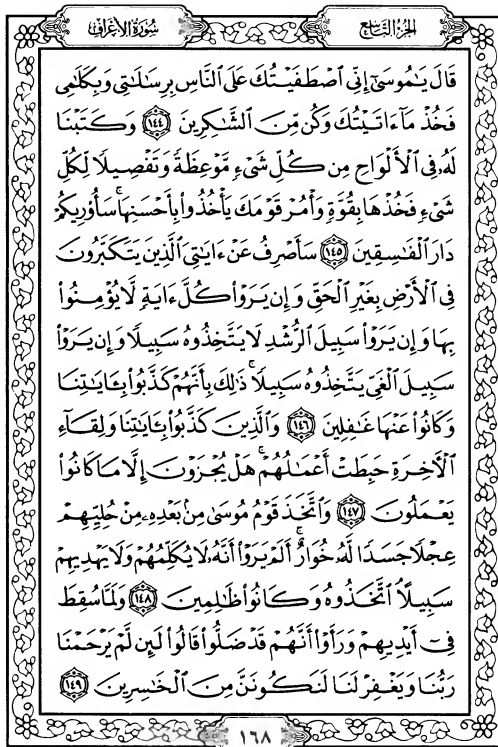 الجزء التاسع
سورة الأعراف
قَالَ يَٰمُوسَىٰٓ إِنِّي ٱصۡطَفَيۡتُكَ عَلَى ٱلنَّاسِ بِرِسَٰلَٰتِي وَبِكَلَٰمِي
فَخُذۡ مَآ ءَاتَيۡتُكَ وَكُن مِّنَ ٱلشَّٰكِرِينَ ١٤٤ وَكَتَبۡنَا
لَهُۥ فِي ٱلۡأَلۡوَاحِ مِن كُلِّ شَيۡءٖ مَّوۡعِظَةٗ وَتَفۡصِيلٗا لِّكُلِّ
شَيۡءٖ فَخُذۡهَا بِقُوَّةٖ وَأۡمُرۡ قَوۡمَكَ يَأۡخُذُواْ بِأَحۡسَنِهَاۚ سَأُوْرِيكُمۡ
دَارَ ٱلۡفَٰسِقِينَ ١٤٥ سَأَصۡرِفُ عَنۡ ءَايَٰتِيَ ٱلَّذِينَ يَتَكَبَّرُونَ
فِي ٱلۡأَرۡضِ بِغَيۡرِ ٱلۡحَقِّ وَإِن يَرَوۡاْ كُلَّ ءَايَةٖ لَّا يُؤۡمِنُواْ
بِهَا وَإِن يَرَوۡاْ سَبِيلَ ٱلرُّشۡدِ لَا يَتَّخِذُوهُ سَبِيلٗا وَإِن يَرَوۡاْ
سَبِيلَ ٱلۡغَيِّ يَتَّخِذُوهُ سَبِيلٗاۚ ذَٰلِكَ بِأَنَّهُمۡ كَذَّبُواْ بِـَٔايَٰتِنَا
وَكَانُواْ عَنۡهَا غَٰفِلِينَ ١٤٦ وَٱلَّذِينَ كَذَّبُواْ بِـَٔايَٰتِنَا وَلِقَآءِ
ٱلۡأٓخِرَةِ حَبِطَتۡ أَعۡمَٰلُهُمۡۚ هَلۡ يُجۡزَوۡنَ إِلَّا مَا كَانُواْ
يَعۡمَلُونَ ١٤٧ وَٱتَّخَذَ قَوۡمُ مُوسَىٰ مِنۢ بَعۡدِهِۦ مِنۡ حُلِيِّهِمۡ
عِجۡلٗا جَسَدٗا لَّهُۥ خُوَارٌۚ أَلَمۡ يَرَوۡاْ أَنَّهُۥ لَا يُكَلِّمُهُمۡ وَلَا يَهۡدِيهِمۡ
سَبِيلًاۘ ٱتَّخَذُوهُ وَكَانُواْ ظَٰلِمِينَ ١٤٨ وَلَمَّا سُقِطَ
فِيٓ أَيۡدِيهِمۡ وَرَأَوۡاْ أَنَّهُمۡ قَدۡ ضَلُّواْ قَالُواْ لَئِن لَّمۡ يَرۡحَمۡنَا
رَبُّنَا وَيَغۡفِرۡ لَنَا لَنَكُونَنَّ مِنَ ٱلۡخَٰسِرِينَ ١٤٩
١٦٨